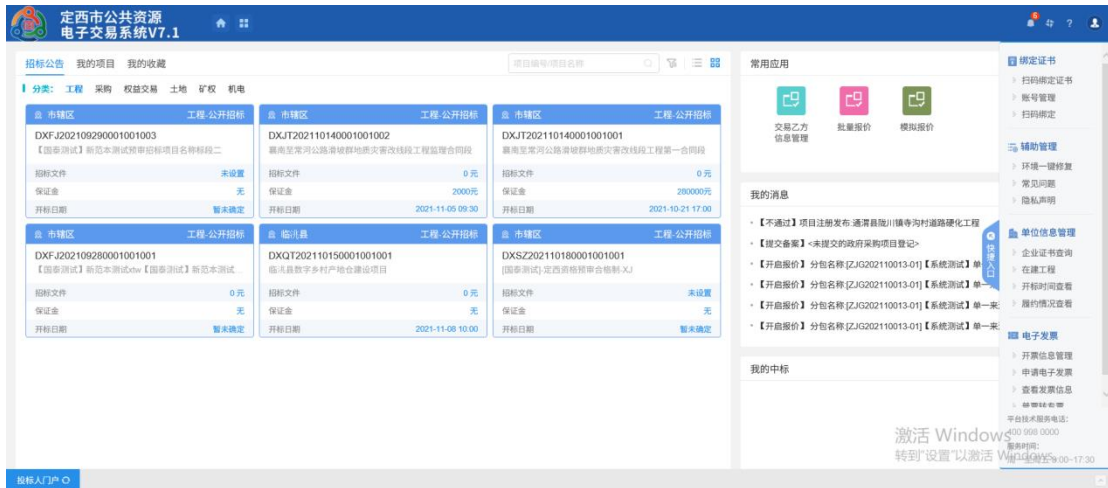 定西市公共资源
电子交易系统V7.1
6
?
招标公告 我的项目 我的收藏
项目编号/项目名称
分类： 工程 采购 权益交易 土地 矿权 机电
市辖区 工程-公开招标
DXFJ202109290001001003
【国泰测试】新范本测试预审招标项目名称标段二
招标文件 未设置
保证金 无
开标日期 暂未确定
市辖区 工程-公开招标
DXJT202110140001001002
襄南至常河公路滑坡群地质灾害改线段工程监理合同段
招标文件 0元
保证金 2000元
开标日期 2021-11-05 09:30
市辖区 工程-公开招标
DXJT202110140001001001
襄南至常河公路滑坡群地质灾害改线段工程第一合同段
招标文件 0元
保证金 280000元
开标日期 2021-10-21 17:00
市辖区 工程-公开招标
DXFJ202109280001001001
【国泰测试】新范本测试xtw【国泰测试】新范本测试...
招标文件 0元
保证金 无
开标日期 暂未确定
临洮县 工程-公开招标
DXQT202110150001001001
临洮县数字乡村产地仓建设项目
招标文件 0元
保证金 无
开标日期 2021-11-08 10:00
市辖区 工程-公开招标
DXSZ202110180001001001
[国泰测试]-定西资格预审合格制-XJ
招标文件 未设置
保证金 无
开标日期 暂未确定
常用应用
交易乙方
信息管理
批量报价
模拟报价
我的消息
【不通过】项目注册发布:通渭县陇川镇寺沟村道路硬化工程
【提交备案】<未提交的政府采购项目登记>
【开启报价】分包名称:[ZJG202110013-01]【系统测试】单
【开启报价】分包名称:[ZJG202110013-01]【系统测试】单一来
【开启报价】分包名称:[ZJG202110013-01]【系统测试】单一来
【开启报价】分包名称:[ZJG202110013-01]【系统测试】单一来
我的中标
快捷入口
绑定证书
扫码绑定证书
账号管理
扫码绑定
辅助管理
环境一键修复
常见问题
隐私声明
单位信息管理
企业证书查询
在建工程
开标时间查看
履约情况查看
电子发票
开票信息管理
申请电子发票
查看发票信息
平台技术服务电话:
400 998 0000
服务时间:
周一至周五 9:00~17:30
激活 Windows
转到"设置"以激活 Windows。
投标人门户